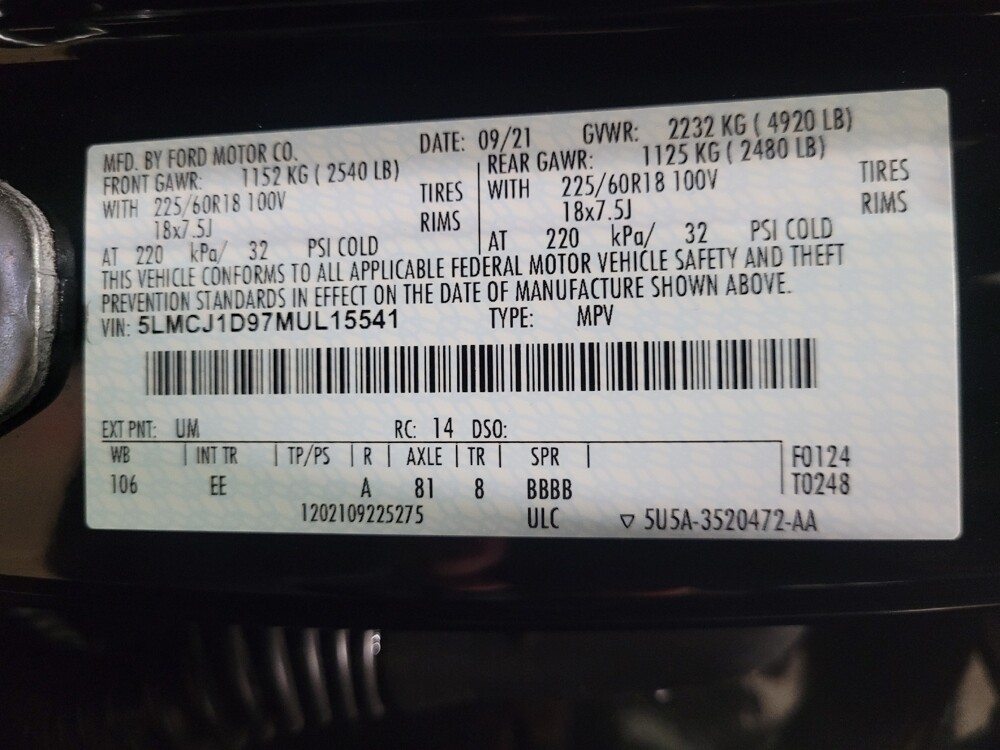 MFD. BY FORD MOTOR CO. DATE: 09/21 GVWR: 2232 KG ( 4920 LB)
FRONT GAWR: 1152 KG ( 2540 LB) REAR GAWR: 1125 KG ( 2480 LB)
WITH 225/60R18 100V TIRES WITH 225/60R18 100V TIRES
18x7.5J RIMS 18x7.5J RIMS
AT 220 kPa/ 32 PSI COLD AT 220 kPa/ 32 PSI COLD
THIS VEHICLE CONFORMS TO ALL APPLICABLE FEDERAL MOTOR VEHICLE SAFETY AND THEFT
PREVENTION STANDARDS IN EFFECT ON THE DATE OF MANUFACTURE SHOWN ABOVE.
VIN: 5LMCJ1D97MUL15541 TYPE: MPV
EXT PNT: UM RC: 14 DSO:
WB | INT TR | TP/PS | R | AXLE | TR | SPR | F0124
106 EE A 81 8 BBBB T0248
1202109225275 ULC ▽ 5U5A-3520472-AA